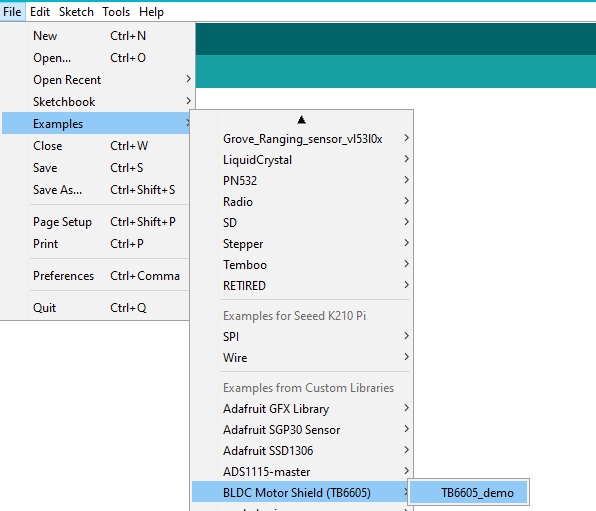 File Edit Sketch Tools Help
New Ctrl+N
Open... Ctrl+O
Open Recent
Sketchbook
Examples
Close Ctrl+W
Save Ctrl+S
Save As... Ctrl+Shift+S
Page Setup Ctrl+Shift+P
Print Ctrl+P
Preferences Ctrl+Comma
Quit Ctrl+Q
Grove_Ranging_sensor_vl53l0x
LiquidCrystal
PN532
Radio
SD
Stepper
Temboo
RETIRED
Examples for Seeed K210 Pi
SPI
Wire
Examples from Custom Libraries
Adafruit GFX Library
Adafruit SGP30 Sensor
Adafruit SSD1306
ADS1115-master
BLDC Motor Shield (TB6605)
TB6605_demo